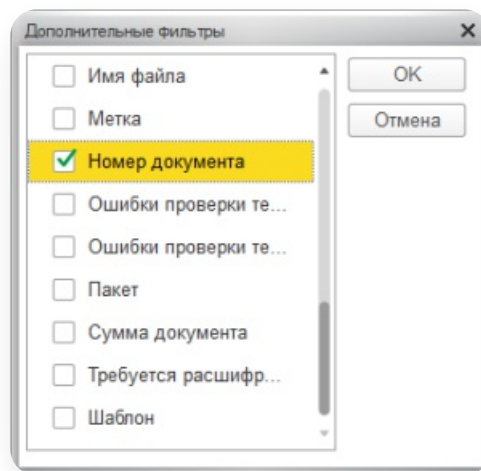 Дополнительные фильтры
Имя файла
OK
Метка
Отмена
Номер документа
Ошибки проверки те...
Ошибки проверки те...
Пакет
Сумма документа
Требуется расшифр...
Шаблон